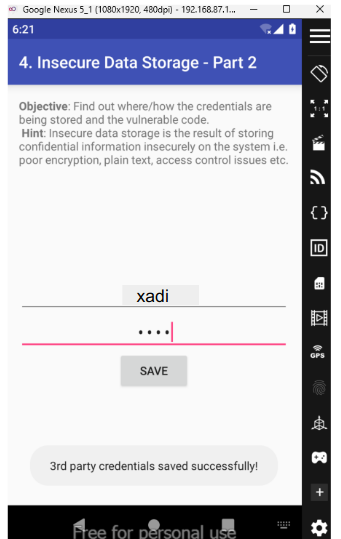 Google Nexus 5_1 (1080x1920, 480dpi) - 192.168.87.1...
6:21
4. Insecure Data Storage - Part 2
Objective: Find out where/how the credentials are
being stored and the vulnerable code.
Hint: Insecure data storage is the result of storing
confidential information insecurely on the system i.e.
poor encryption, plain text, access control issues etc.
xadi
••••
SAVE
3rd party credentials saved successfully!
Free for personal use
1:1
{}
ID
GPS